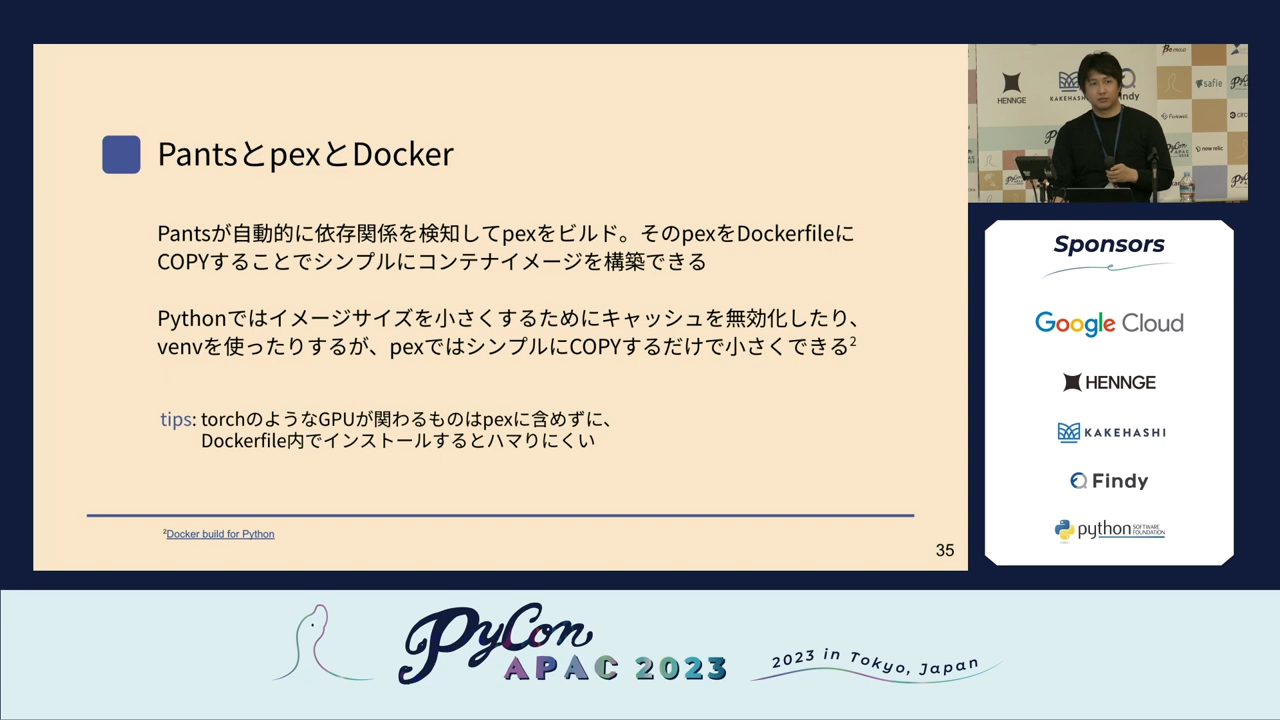 PantsとpexとDocker
Pantsが自動的に依存関係を検知してpexをビルド。そのpexをDockerfileに
COPYすることでシンプルにコンテナイメージを構築できる
Pythonではイメージサイズを小さくするためにキャッシュを無効化したり、
venvを使ったりするが、pexではシンプルにCOPYするだけで小さくできる2
tips: torchのようなGPUが関わるものはpexに含めずに、
Dockerfile内でインストールするとハマりにくい
2Docker build for Python
35
HENNGE
KAKEHASHI
safie
new relic
Sponsors
Google Cloud
HENNGE
KAKEHASHI
Findy
python SOFTWARE FOUNDATION
PyCon
APAC 2023
2023 in Tokyo, Japan